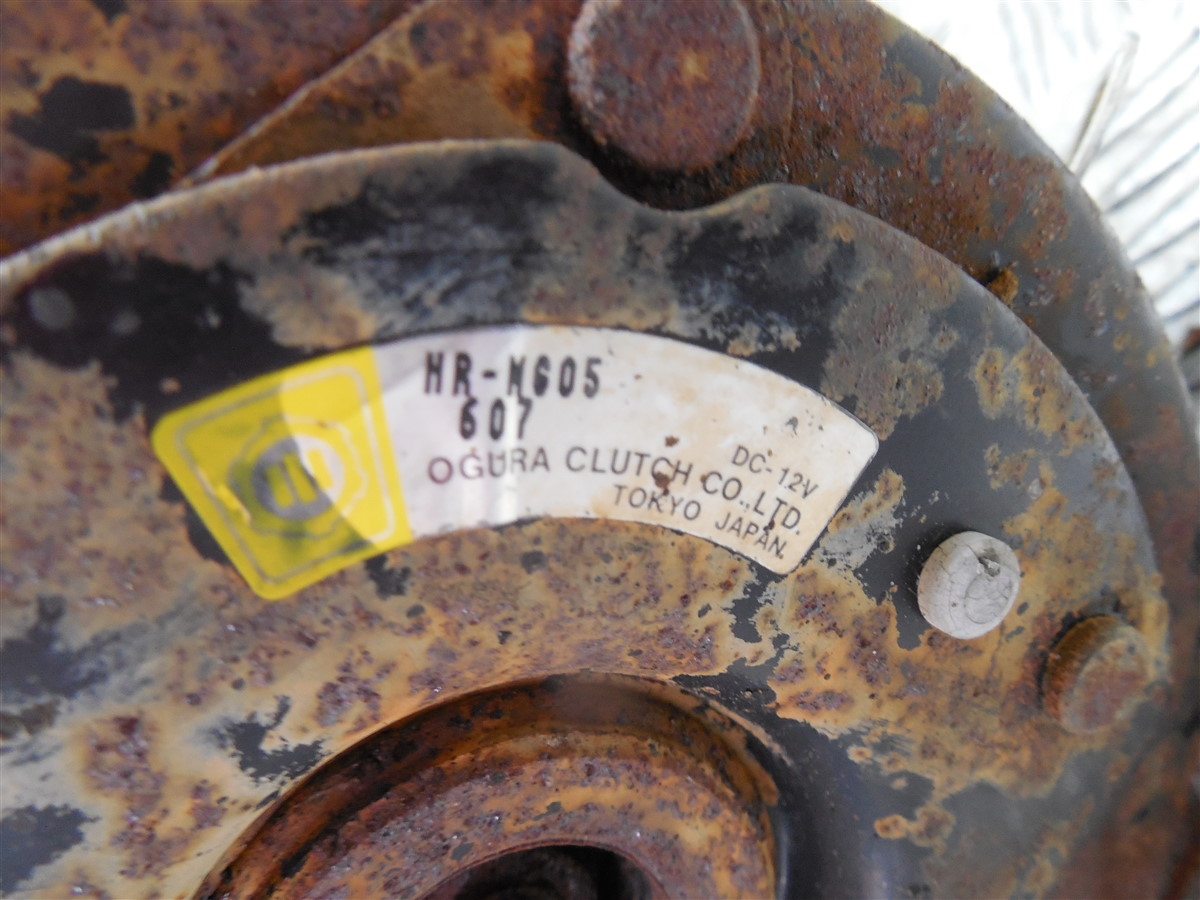 HR-M605
607
DC-12V
OGURA CLUTCH CO.,LTD.
TOKYO JAPAN.